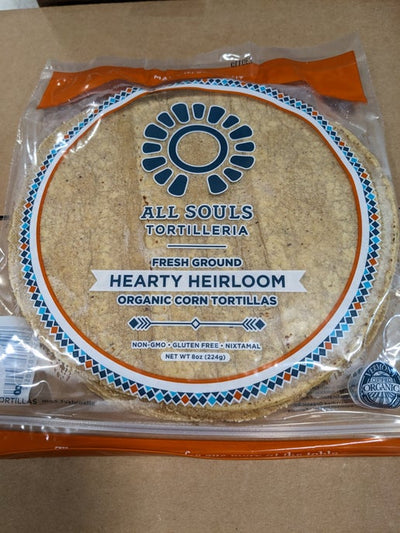 ALL SOULS
TORTILLERIA
FRESH GROUND
HEARTY HEIRLOOM
ORGANIC CORN TORTILLAS
NON-GMO • GLUTEN FREE • NIXTAMAL
NET WT 8oz (224g)
ORGANIC
8